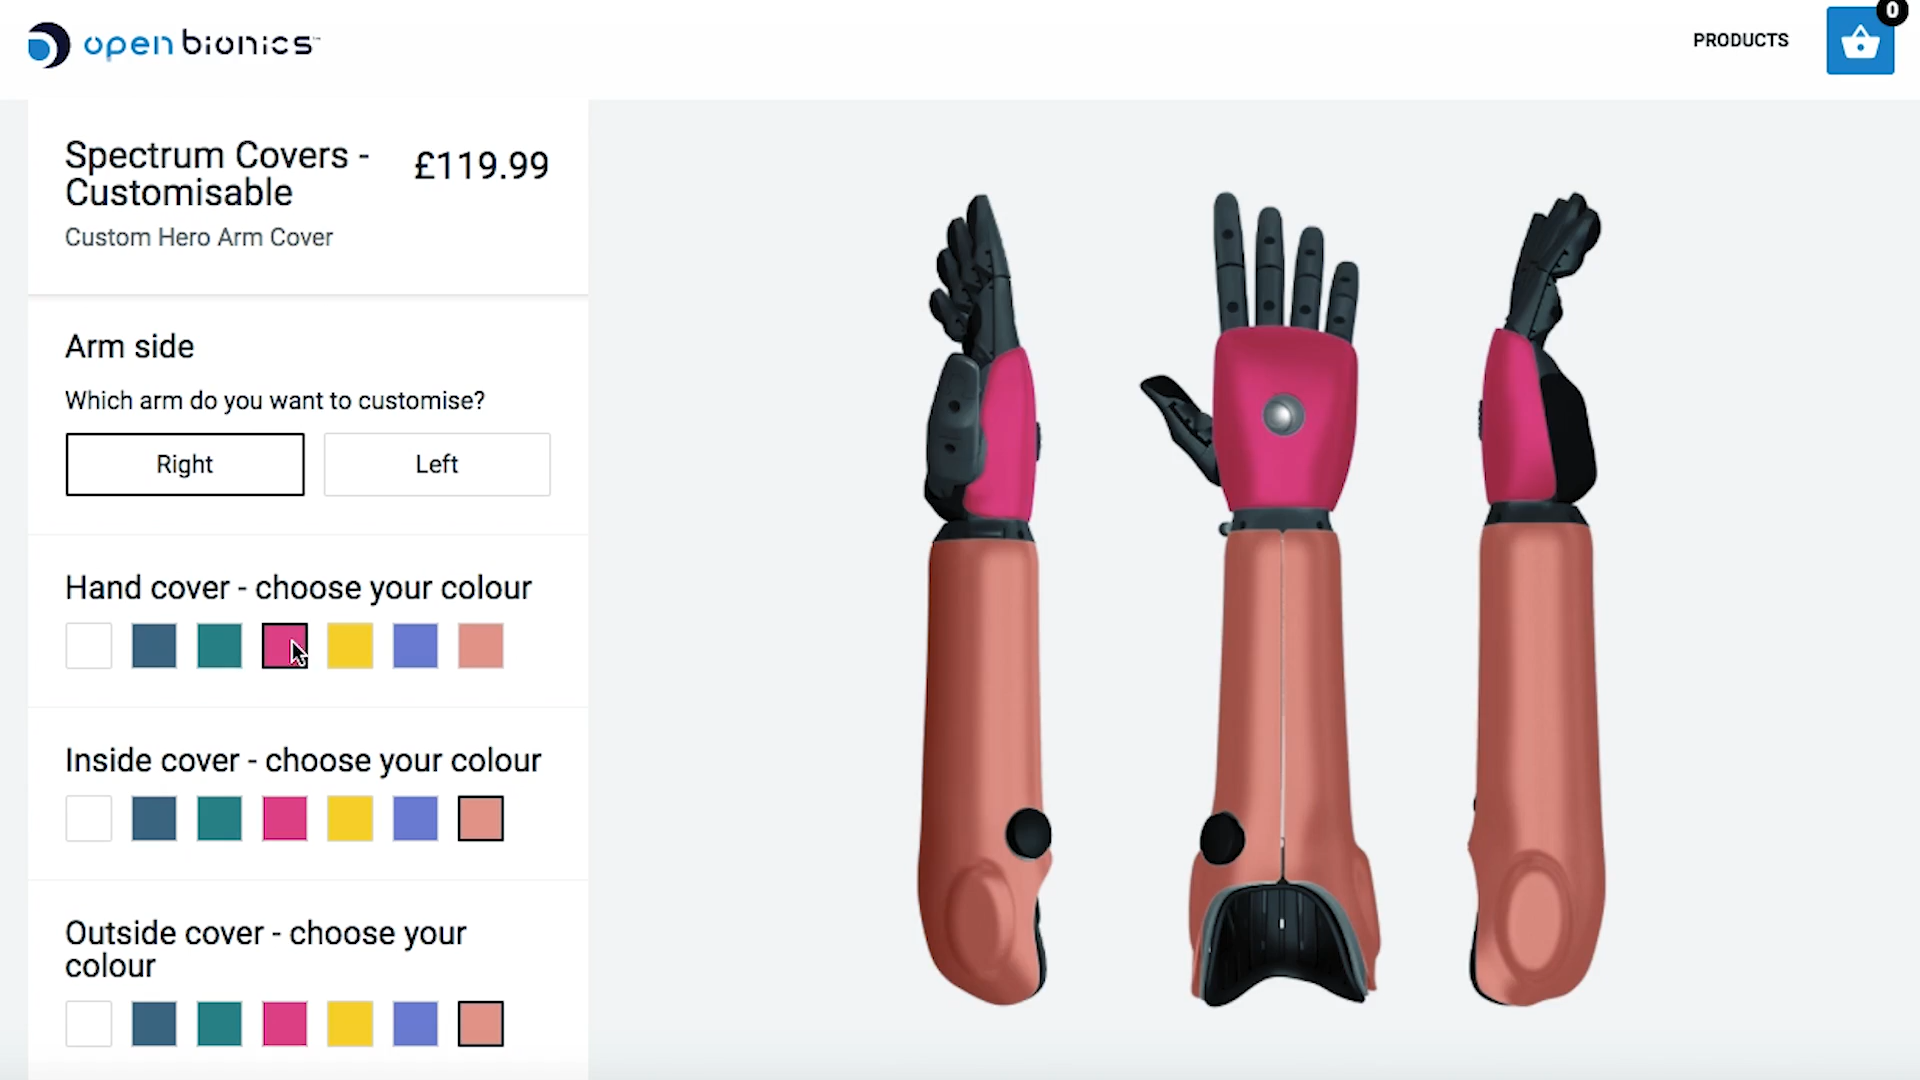 open bionics™
PRODUCTS
0
Spectrum Covers -
Customisable
£119.99
Custom Hero Arm Cover
Arm side
Which arm do you want to customise?
Right
Left
Hand cover - choose your colour
Inside cover - choose your colour
Outside cover - choose your
colour